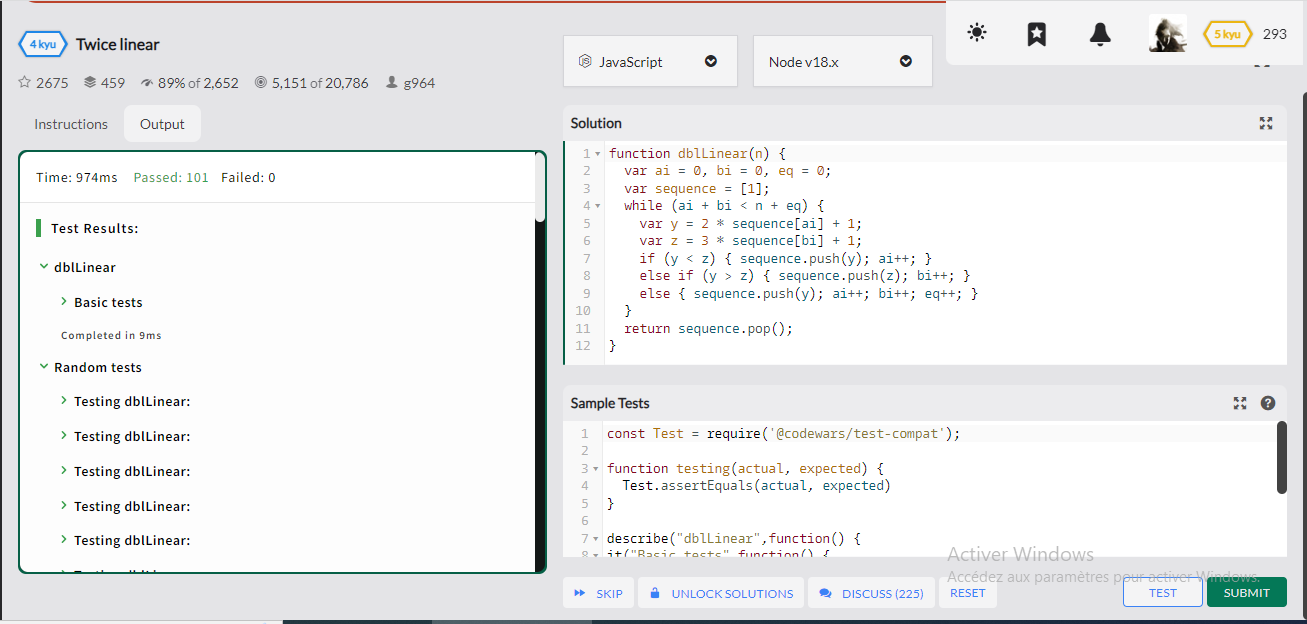 4 kyu Twice linear
2675 459 89% of 2,652 5,151 of 20,786 g964
5 kyu 293
Instructions Output
Time: 974ms Passed: 101 Failed: 0
Test Results:
dblLinear
Basic tests
Completed in 9ms
Random tests
Testing dblLinear:
Testing dblLinear:
Testing dblLinear:
Testing dblLinear:
Testing dblLinear:
JavaScript
Node v18.x
Solution
1 function dblLinear(n) {
2 var ai = 0, bi = 0, eq = 0;
3 var sequence = [1];
4 while (ai + bi < n + eq) {
5 var y = 2 * sequence[ai] + 1;
6 var z = 3 * sequence[bi] + 1;
7 if (y < z) { sequence.push(y); ai++; }
8 else if (y > z) { sequence.push(z); bi++; }
9 else { sequence.push(y); ai++; bi++; eq++; }
10 }
11 return sequence.pop();
12 }
Sample Tests
1 const Test = require('@codewars/test-compat');
2
3 function testing(actual, expected) {
4 Test.assertEquals(actual, expected)
5 }
6
7 describe("dblLinear",function() {
8 it("Basic tests",function() {
Activer Windows
Accédez aux paramètres pour activer Windows.
SKIP UNLOCK SOLUTIONS DISCUSS (225) RESET TEST SUBMIT